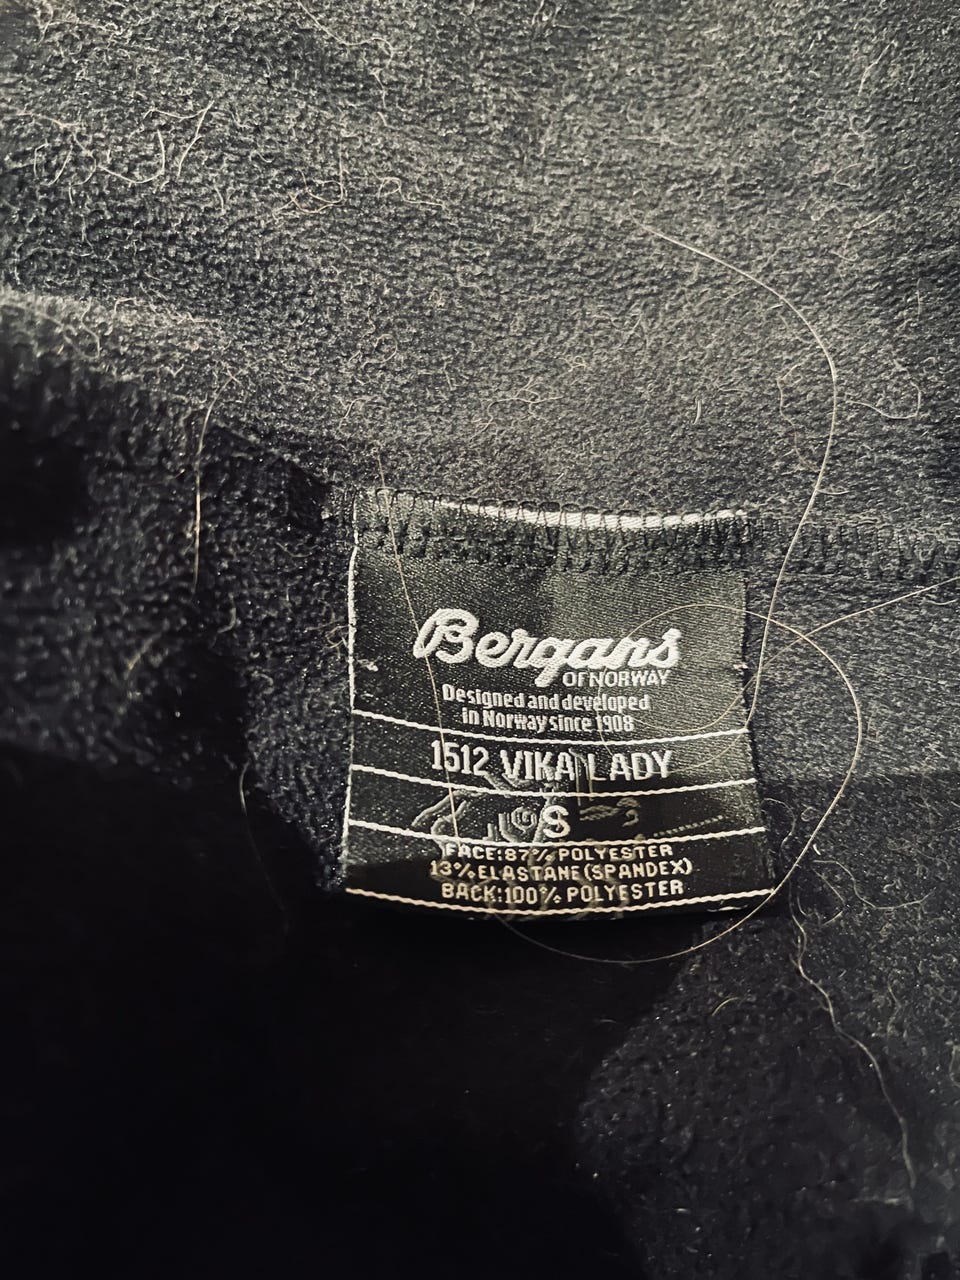 Bergans
OF NORWAY
Designed and developed
in Norway since 1908
1512 VIKA LADY
S
FACE:87% POLYESTER
13% ELASTANE (SPANDEX)
BACK:100% POLYESTER